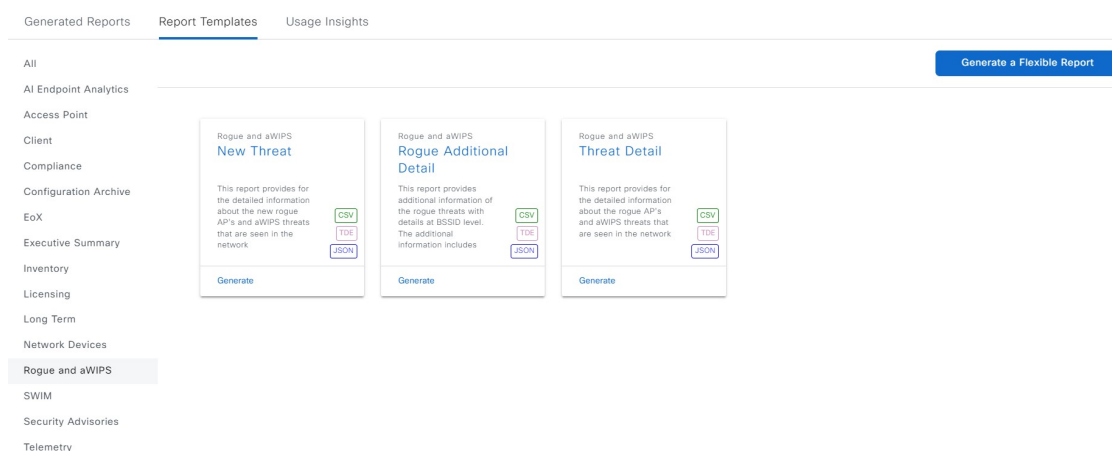 Generated Reports
Report Templates
Usage Insights
All
AI Endpoint Analytics
Access Point
Client
Compliance
Configuration Archive
EoX
Executive Summary
Inventory
Licensing
Long Term
Network Devices
Rogue and aWIPS
SWIM
Security Advisories
Telemetry
Generate a Flexible Report
Rogue and aWIPS
New Threat
This report provides for
the detailed information
about the new rogue
AP's and aWIPS threats
that are seen in the
network
CSV
TDE
JSON
Generate
Rogue and aWIPS
Rogue Additional
Detail
This report provides
additional information of
the rogue threats with
details at BSSID level.
The additional
information includes
CSV
TDE
JSON
Generate
Rogue and aWIPS
Threat Detail
This report provides for
the detailed information
about the rogue AP's
and aWIPS threats that
are seen in the network
CSV
TDE
JSON
Generate